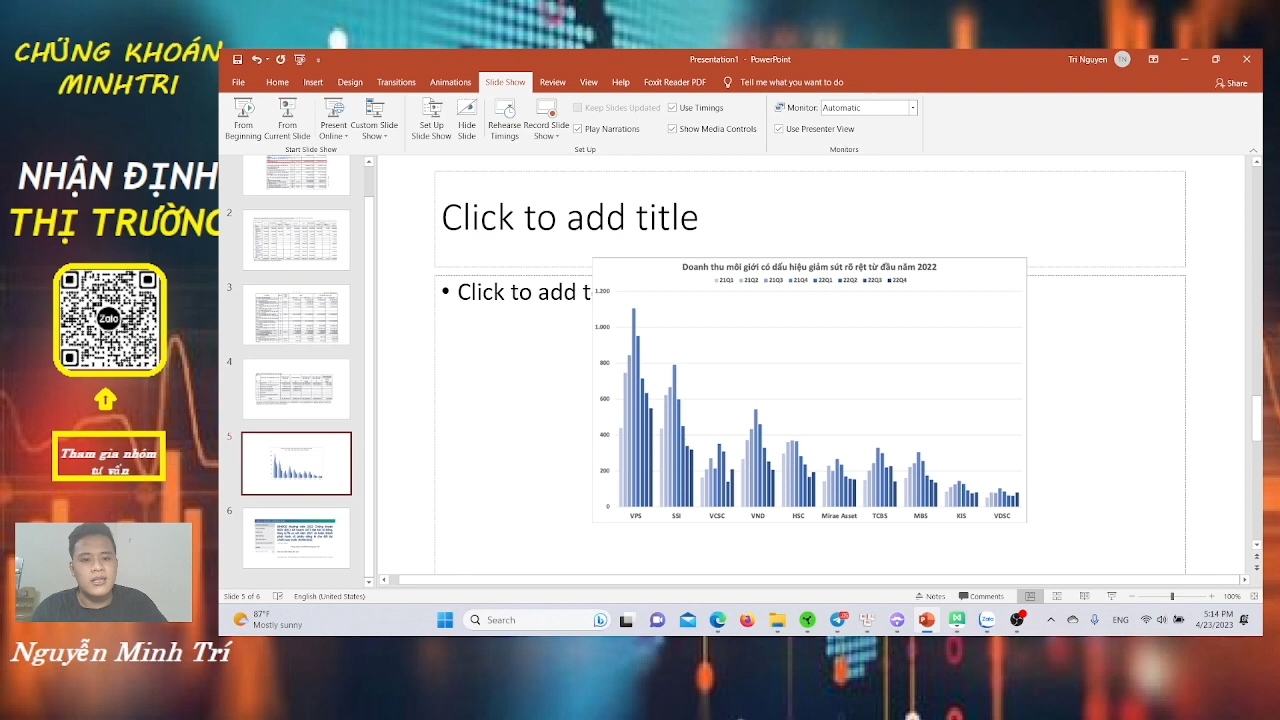 CHỨNG KHOÁN
MINHTRI
NHẬN ĐỊNH
THỊ TRƯỜNG
Zalo
Tham gia nhóm
tư vấn
Nguyễn Minh Trí
Presentation1 - PowerPoint
Tri Nguyen
TN
File Home Insert Design Transitions Animations Slide Show Review View Help Foxit Reader PDF Tell me what you want to do
Share
From Beginning
From Current Slide
Present Online
Custom Slide Show
Start Slide Show
Set Up Slide Show
Hide Slide
Rehearse Timings
Record Slide Show
Keep Slides Updated
Play Narrations
Use Timings
Show Media Controls
Set Up
Monitor: Automatic
Use Presenter View
Monitors
2
3
4
5
6
Click to add title
• Click to add t
Doanh thu môi giới có dấu hiệu giảm sút rõ rệt từ đầu năm 2022
21Q1 21Q2 21Q3 21Q4 22Q1 22Q2 22Q3 22Q4
1.200
1.000
800
600
400
200
0
VPS SSI VCSC VND HSC Mirae Asset TCBS MBS KIS VDSC
Slide 5 of 6 English (United States) Notes Comments 100%
87°F
Mostly sunny
Search
Zalo
ENG
5:14 PM
4/23/2023